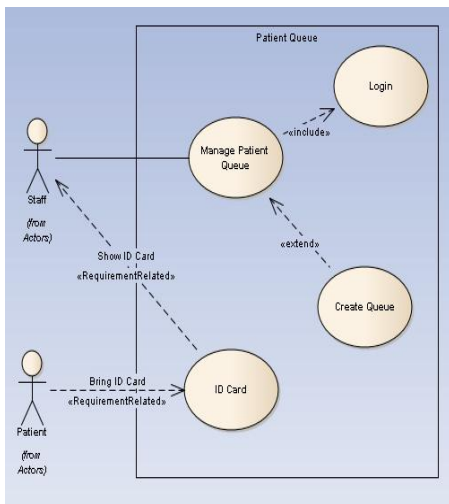 Patient Queue
Login
«include»
Manage Patient
Queue
Staff
(from
Actors)
«extend»
Show ID Card
«RequirementRelated»
Create Queue
Bring ID Card
«RequirementRelated»
ID Card
Patient
(from
Actors)